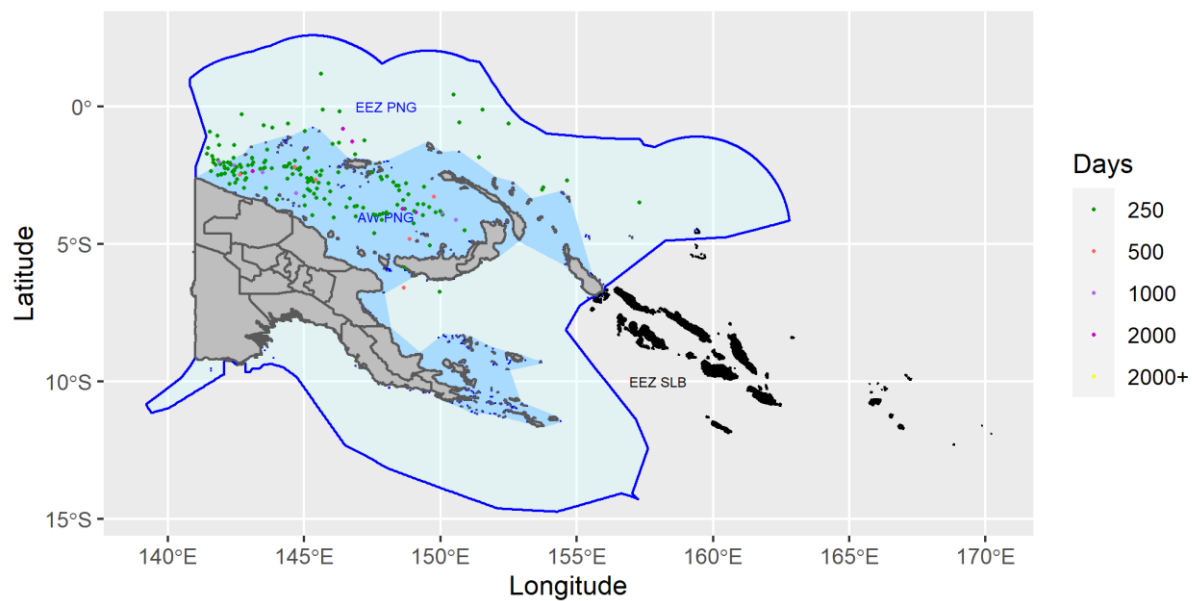 EEZ PNG
AW PNG
EEZ SLB
0°
5°S
10°S
15°S
140°E
145°E
150°E
155°E
160°E
165°E
170°E
Longitude
Latitude
Days
250
500
1000
2000
2000+